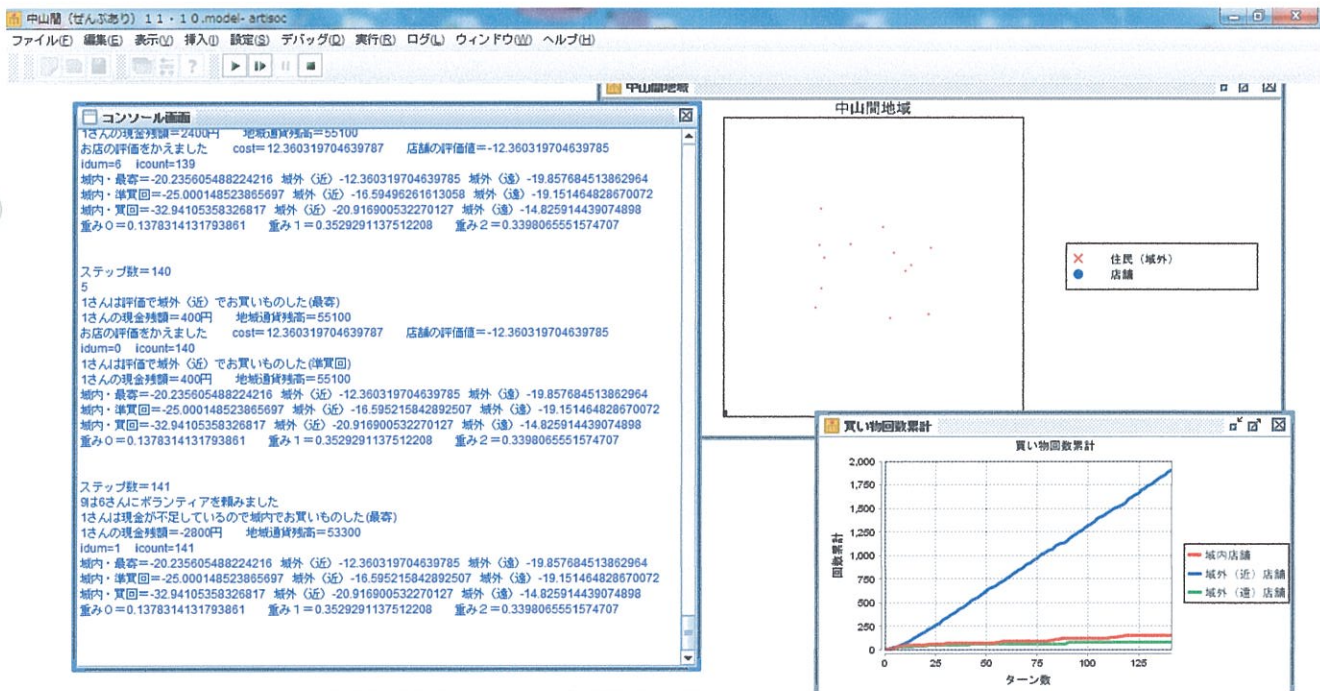 中山間（ぜんぶあり）１１・１０.model- artisoc
ファイル(F) 編集(E) 表示(V) 挿入(I) 設定(S) デバッグ(D) 実行(R) ログ(L) ウィンドウ(W) ヘルプ(H)
コンソール画面
1さんの現金残額＝2400円 地域通貨残高＝55100
お店の評価をかえました cost＝12.360319704639787 店舗の評価値＝-12.360319704639785
idum=6 icount=139
域内・最寄＝-20.235605488224216 域外（近）-12.360319704639785 域外（遠）-19.857684513862964
域内・準買回＝-25.000148523865697 域外（近）-16.59496261613058 域外（遠）-19.151464828670072
域内・買回＝-32.94105358326817 域外（近）-20.916900532270127 域外（遠）-14.825914439074898
重み０＝0.1378314131793861 重み１＝0.3529291137512208 重み２＝0.3398065551574707
ステップ数＝140
5
1さんは評価で域外（近）でお買いものした(最寄)
1さんの現金残額＝400円 地域通貨残高＝55100
お店の評価をかえました cost＝12.360319704639787 店舗の評価値＝-12.360319704639785
idum=0 icount=140
1さんは評価で域外（近）でお買いものした(準買回)
1さんの現金残額＝400円 地域通貨残高＝55100
域内・最寄＝-20.235605488224216 域外（近）-12.360319704639785 域外（遠）-19.857684513862964
域内・準買回＝-25.000148523865697 域外（近）-16.595215842892507 域外（遠）-19.151464828670072
域内・買回＝-32.94105358326817 域外（近）-20.916900532270127 域外（遠）-14.825914439074898
重み０＝0.1378314131793861 重み１＝0.3529291137512208 重み２＝0.3398065551574707
ステップ数＝141
9は6さんにボランティアを頼みました
1さんは現金が不足しているので域内でお買いものした(最寄)
1さんの現金残額＝-2800円 地域通貨残高＝53300
idum=1 icount=141
域内・最寄＝-20.235605488224216 域外（近）-12.360319704639785 域外（遠）-19.857684513862964
域内・準買回＝-25.000148523865697 域外（近）-16.595215842892507 域外（遠）-19.151464828670072
域内・買回＝-32.94105358326817 域外（近）-20.916900532270127 域外（遠）-14.825914439074898
重み０＝0.1378314131793861 重み１＝0.3529291137512208 重み２＝0.3398065551574707
中山間地域
中山間地域
住民（域外）
店舗
買い物回数累計
買い物回数累計
2,000
1,750
1,500
1,250
1,000
750
500
250
0
回数累計
0 25 50 75 100 125
ターン数
域内店舗
域外（近）店舗
域外（遠）店舗